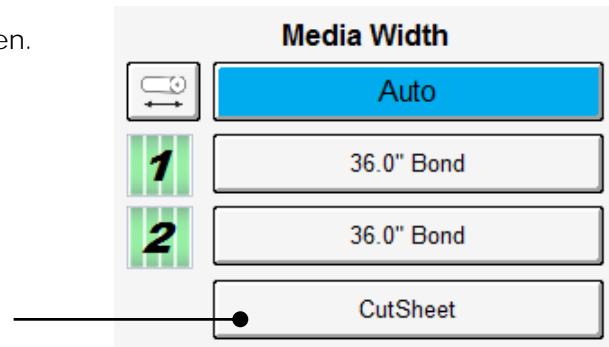 en.
Media Width
Auto
1
36.0" Bond
2
36.0" Bond
CutSheet